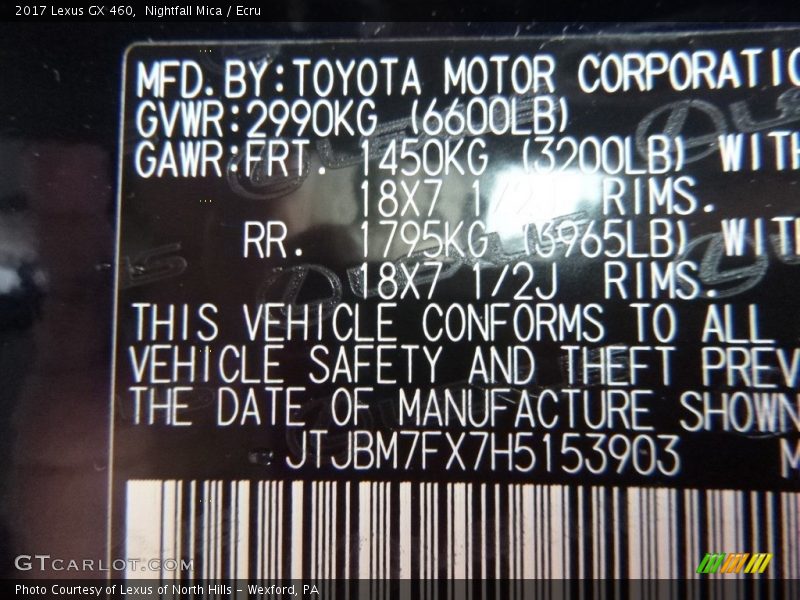 2017 Lexus GX 460, Nightfall Mica / Ecru
MFD.BY:TOYOTA MOTOR CORPORATIO
GVWR:2990KG (6600LB)
GAWR:FRT. 1450KG (3200LB) WITH
18X7 1/2J RIMS.
RR. 1795KG (3965LB) WITH
18X7 1/2J RIMS.
THIS VEHICLE CONFORMS TO ALL
VEHICLE SAFETY AND THEFT PREV
THE DATE OF MANUFACTURE SHOWN
JTJBM7FX7H5153903 M
GTCARLOT.COM
Photo Courtesy of Lexus of North Hills – Wexford, PA